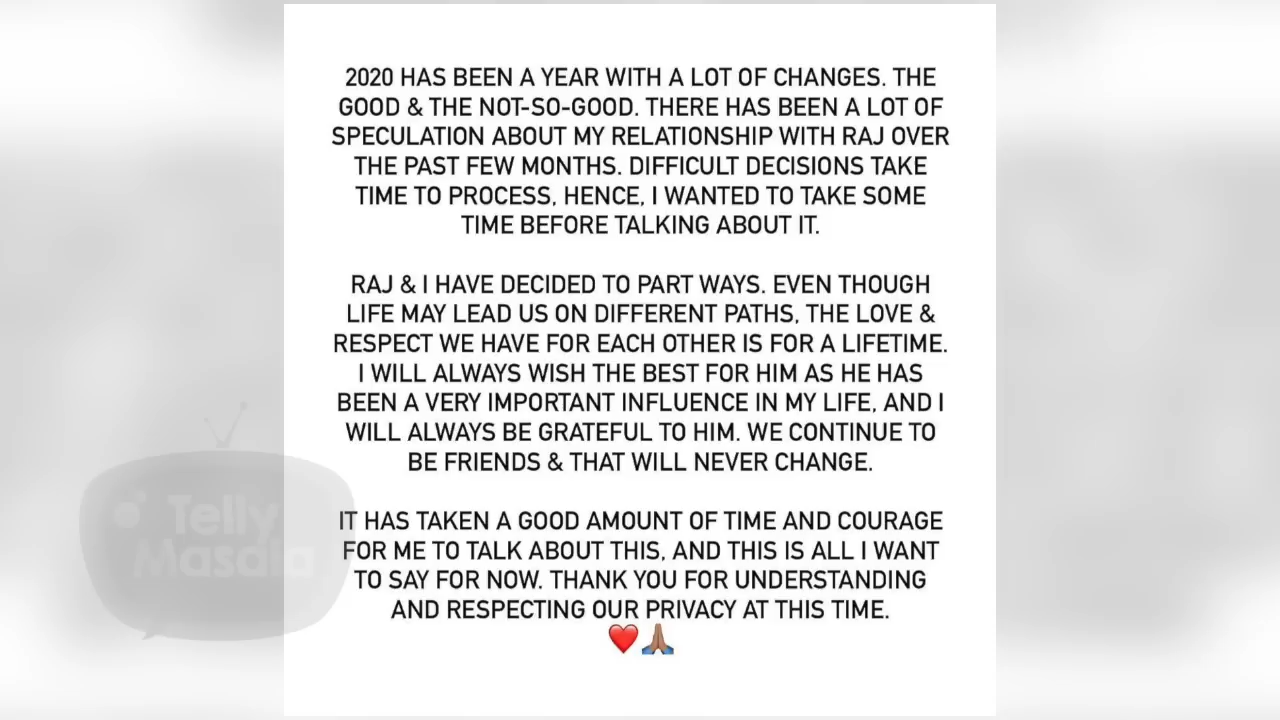 2020 HAS BEEN A YEAR WITH A LOT OF CHANGES. THE
GOOD & THE NOT-SO-GOOD. THERE HAS BEEN A LOT OF
SPECULATION ABOUT MY RELATIONSHIP WITH RAJ OVER
THE PAST FEW MONTHS. DIFFICULT DECISIONS TAKE
TIME TO PROCESS, HENCE, I WANTED TO TAKE SOME
TIME BEFORE TALKING ABOUT IT.
RAJ & I HAVE DECIDED TO PART WAYS. EVEN THOUGH
LIFE MAY LEAD US ON DIFFERENT PATHS, THE LOVE &
RESPECT WE HAVE FOR EACH OTHER IS FOR A LIFETIME.
I WILL ALWAYS WISH THE BEST FOR HIM AS HE HAS
BEEN A VERY IMPORTANT INFLUENCE IN MY LIFE, AND I
WILL ALWAYS BE GRATEFUL TO HIM. WE CONTINUE TO
BE FRIENDS & THAT WILL NEVER CHANGE.
IT HAS TAKEN A GOOD AMOUNT OF TIME AND COURAGE
FOR ME TO TALK ABOUT THIS, AND THIS IS ALL I WANT
TO SAY FOR NOW. THANK YOU FOR UNDERSTANDING
AND RESPECTING OUR PRIVACY AT THIS TIME.
❤️🙏🏽
Telly
Masala